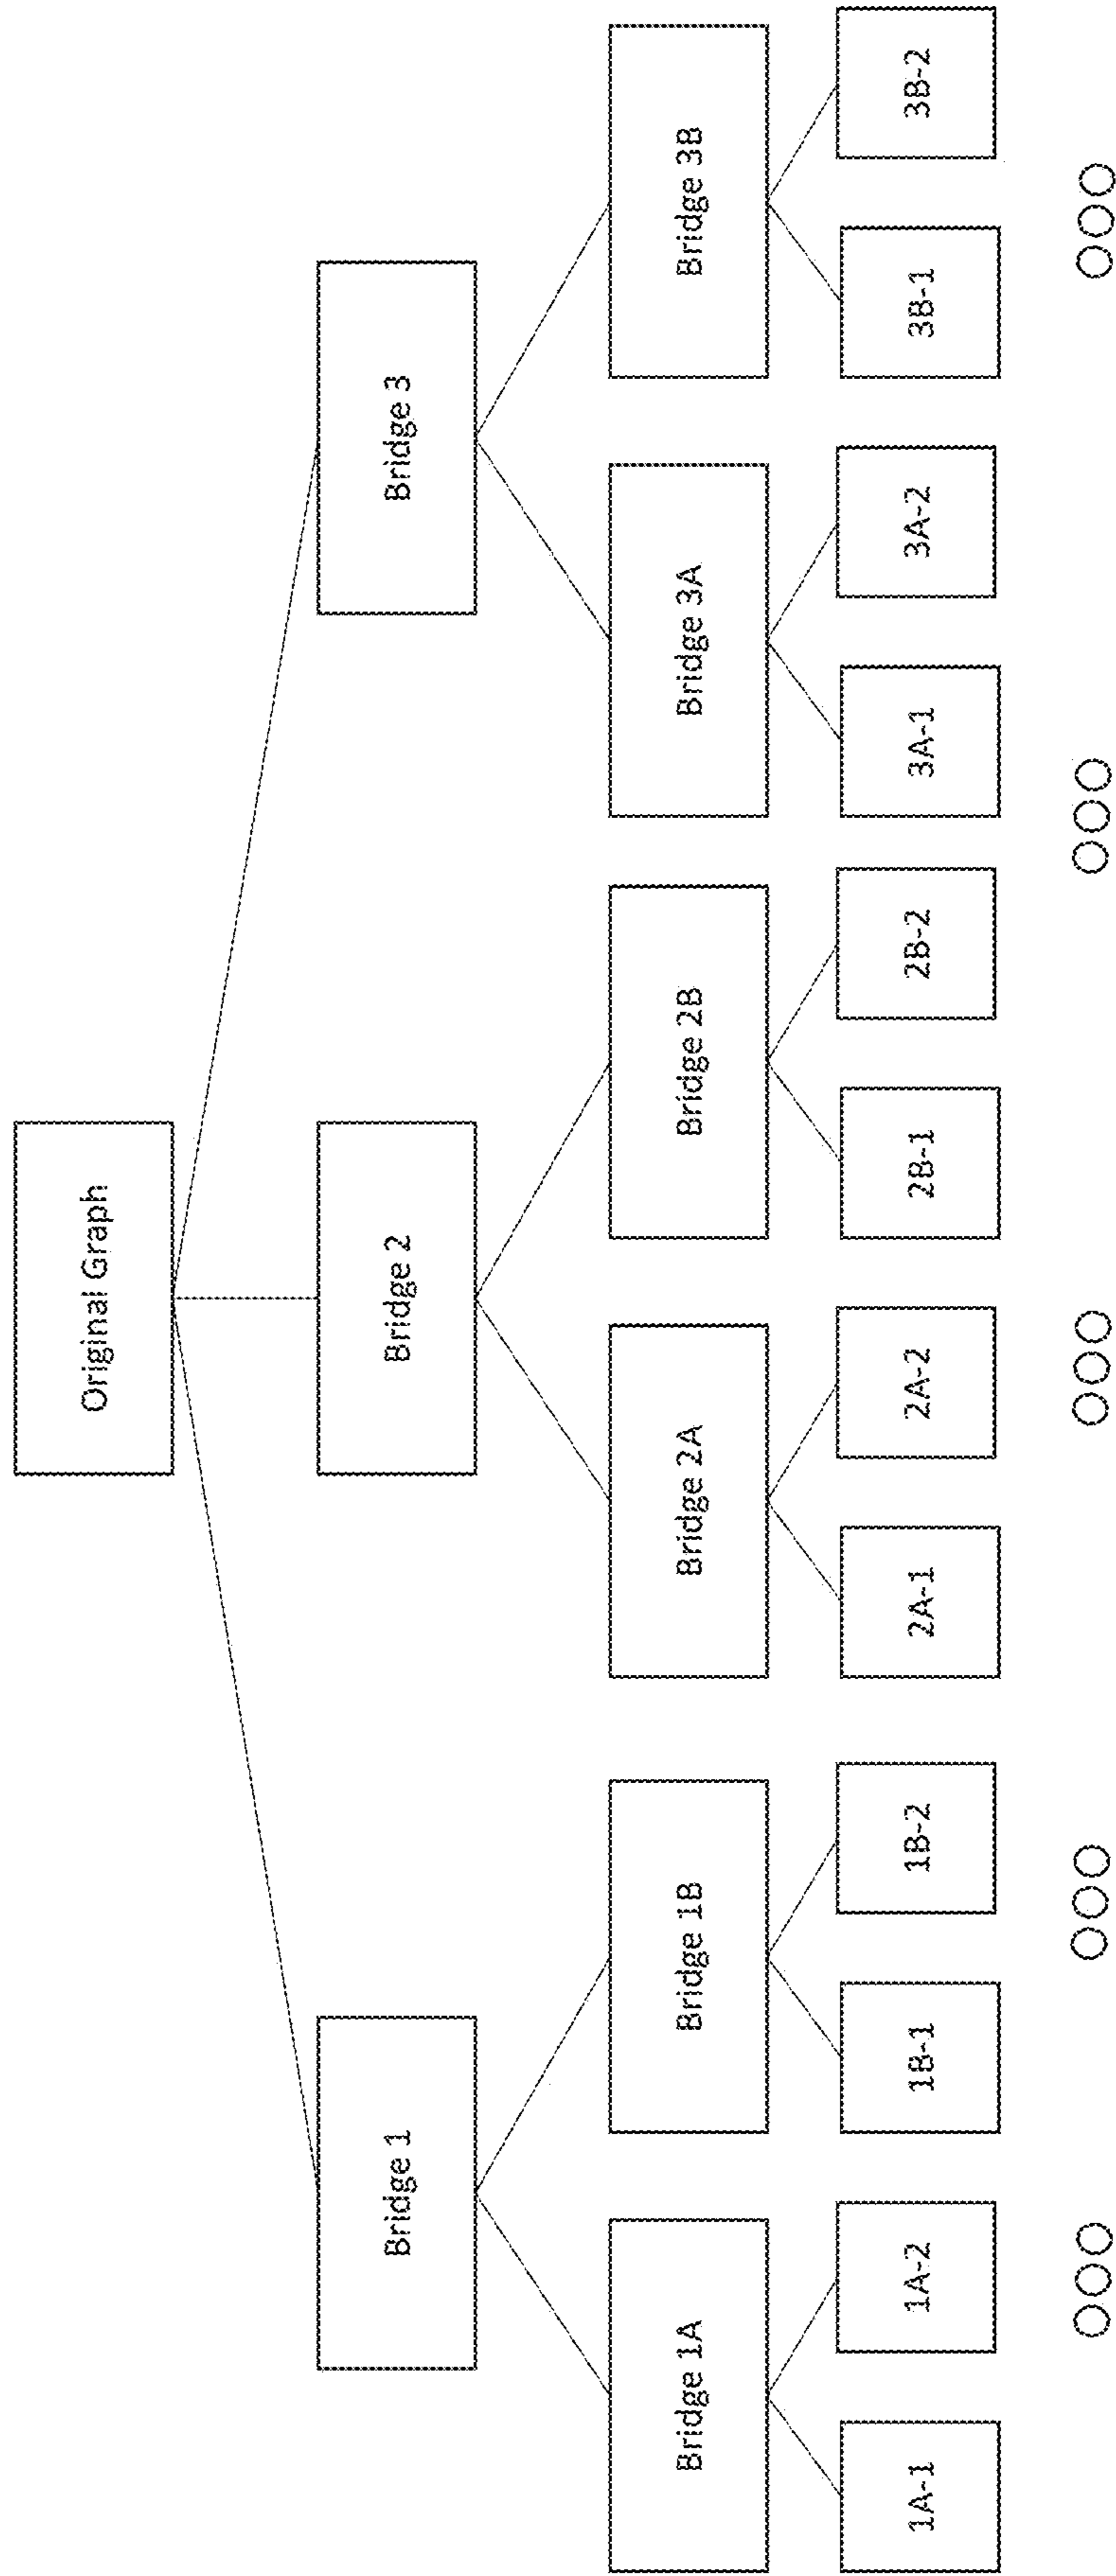 Original Graph
Bridge 1
Bridge 2
Bridge 3
Bridge 1A
Bridge 1B
Bridge 2A
Bridge 2B
Bridge 3A
Bridge 3B
1A-1
1A-2
1B-1
1B-2
2A-1
2A-2
2B-1
2B-2
3A-1
3A-2
3B-1
3B-2